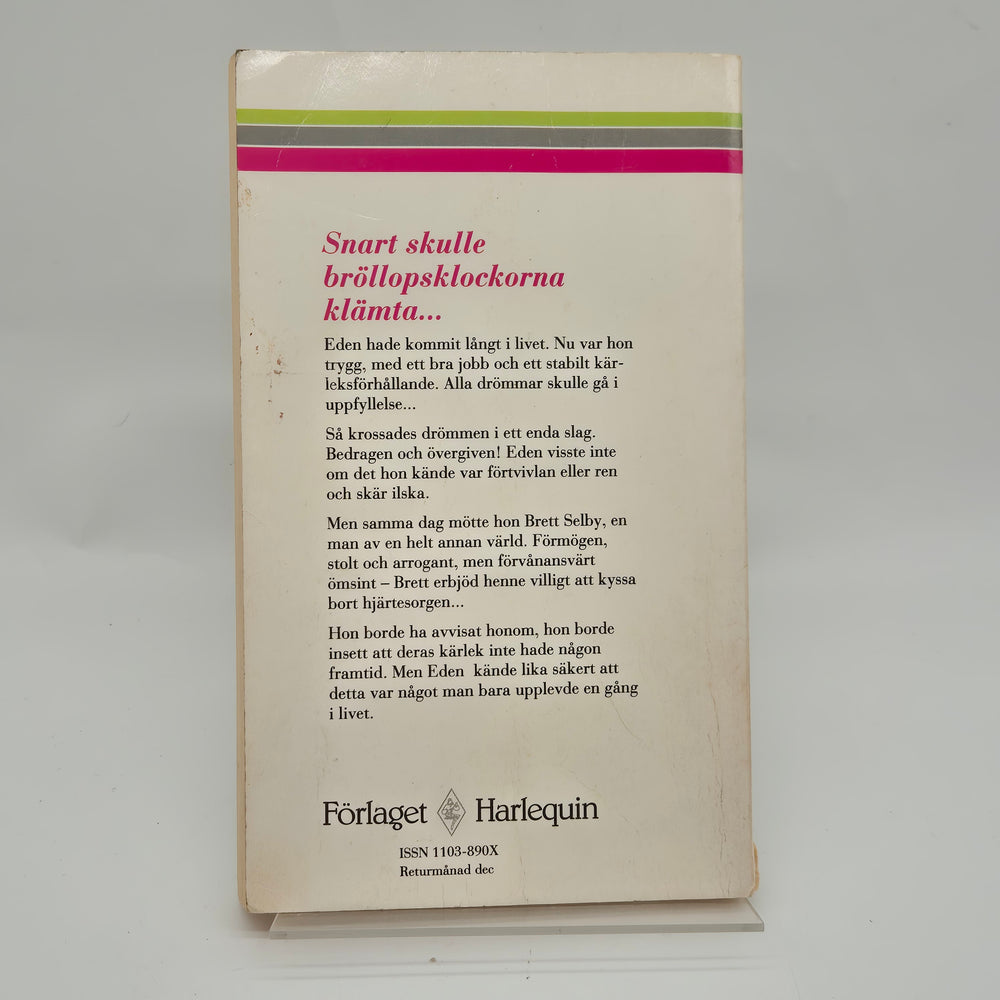 Snart skulle
bröllopsklockorna
klämta...
Eden hade kommit långt i livet. Nu var hon
trygg, med ett bra jobb och ett stabilt kär-
leksförhållande. Alla drömmar skulle gå i
uppfyllelse...
Så krossades drömmen i ett enda slag.
Bedragen och övergiven! Eden visste inte
om det hon kände var förtvivlan eller ren
och skär ilska.
Men samma dag mötte hon Brett Selby, en
man av en helt annan värld. Förmögen,
stolt och arrogant, men förvånansvärt
ömsint – Brett erbjöd henne villigt att kyssa
bort hjärtesorgen...
Hon borde ha avvisat honom, hon borde
insett att deras kärlek inte hade någon
framtid. Men Eden  kände lika säkert att
detta var något man bara upplevde en gång
i livet.
Förlaget Harlequin
ISSN 1103-890X
Returmånad dec